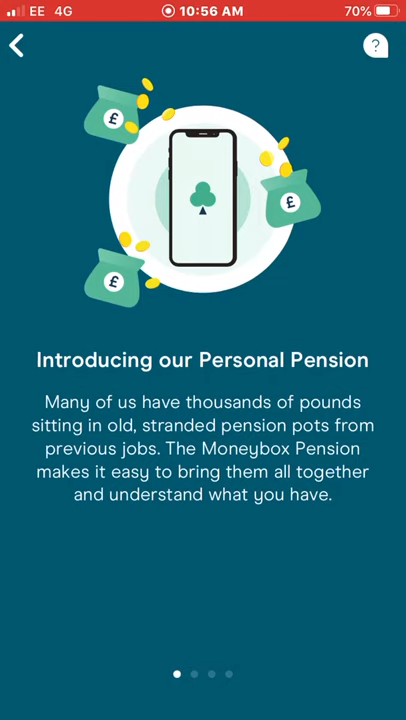 EE 4G 10:56 AM 70%
?
£
£
£
Introducing our Personal Pension
Many of us have thousands of pounds
sitting in old, stranded pension pots from
previous jobs. The Moneybox Pension
makes it easy to bring them all together
and understand what you have.